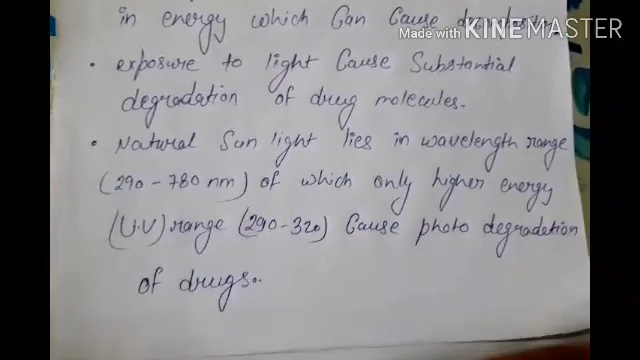 in energy which Can Cause
Made with KINEMASTER
• exposure to light Cause Substantial
degradation of drug molecules.
• Natural Sun light lies in wavelength range
(290-780 nm) of which only higher energy
(U.V) range (290-320) Cause photo degradation
of drugs..